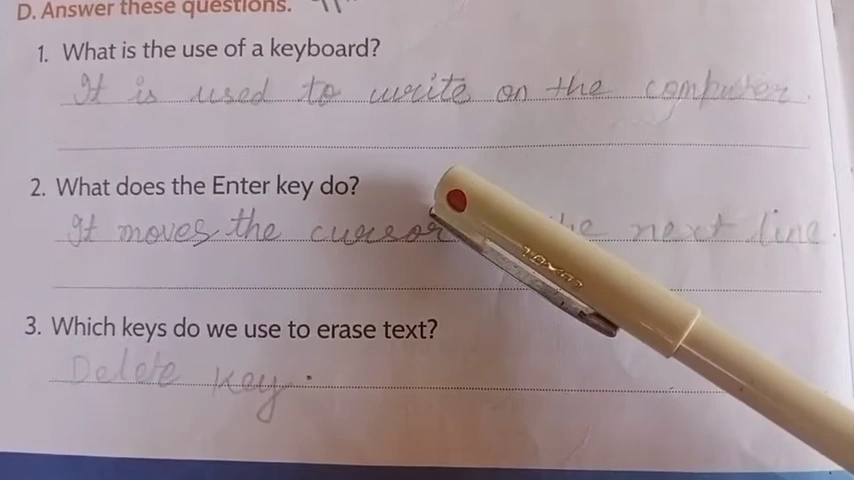 D. Answer these questions.
1. What is the use of a keyboard?
It is used to write on the computer.
2. What does the Enter key do?
It moves the cursor the next line.
3. Which keys do we use to erase text?
Delete key.